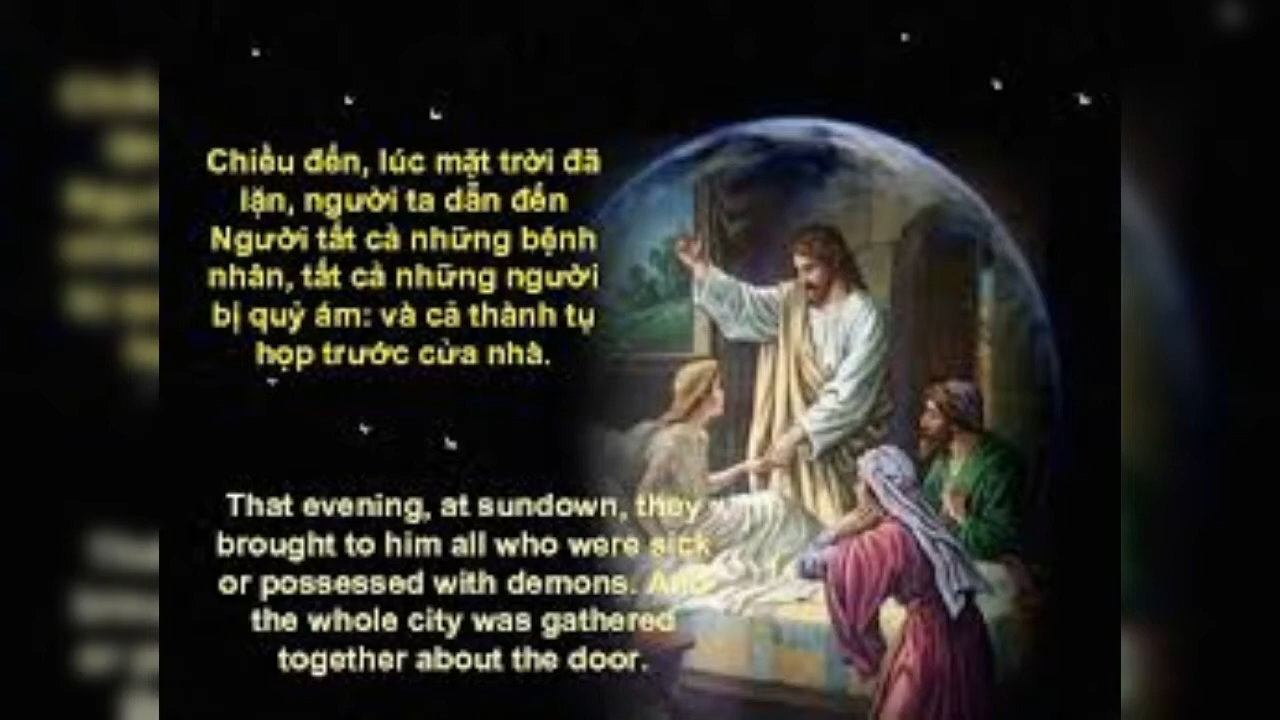 Chiều đến, lúc mặt trời đã
lặn, người ta dẫn đến
Người tất cả những bệnh
nhân, tất cả những người
bị quỷ ám: và cả thành tụ
họp trước cửa nhà.
That evening, at sundown, they
brought to him all who were sick
or possessed with demons. And
the whole city was gathered
together about the door.